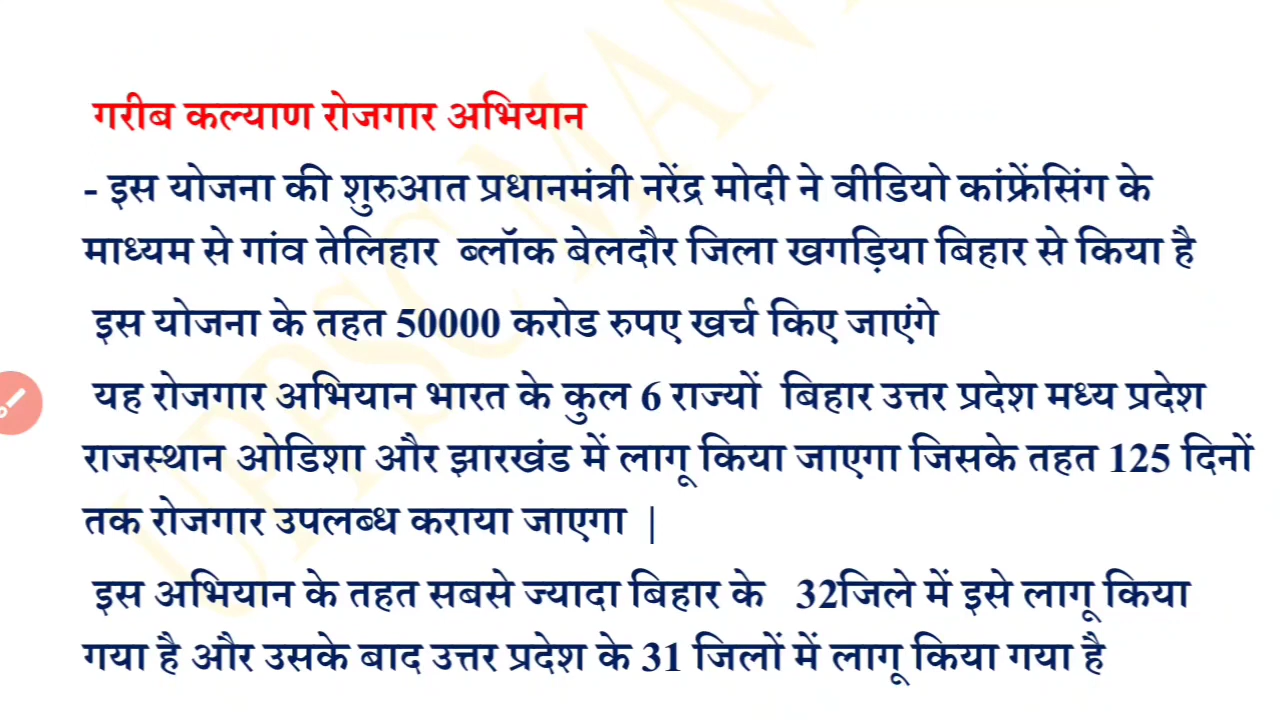 गरीब कल्याण रोजगार अभियान
- इस योजना की शुरुआत प्रधानमंत्री नरेंद्र मोदी ने वीडियो कांफ्रेंसिंग के
माध्यम से गांव तेलिहार ब्लॉक बेलदौर जिला खगड़िया बिहार से किया है
इस योजना के तहत 50000 करोड रुपए खर्च किए जाएंगे
यह रोजगार अभियान भारत के कुल 6 राज्यों बिहार उत्तर प्रदेश मध्य प्रदेश
राजस्थान ओडिशा और झारखंड में लागू किया जाएगा जिसके तहत 125 दिनों
तक रोजगार उपलब्ध कराया जाएगा |
इस अभियान के तहत सबसे ज्यादा बिहार के 32जिले में इसे लागू किया
गया है और उसके बाद उत्तर प्रदेश के 31 जिलों में लागू किया गया है